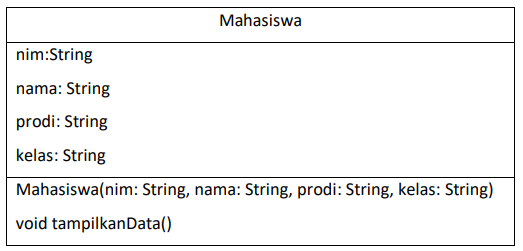 Mahasiswa
nim:String
nama: String
prodi: String
kelas: String
Mahasiswa(nim: String, nama: String, prodi: String, kelas: String)
void tampilkanData()